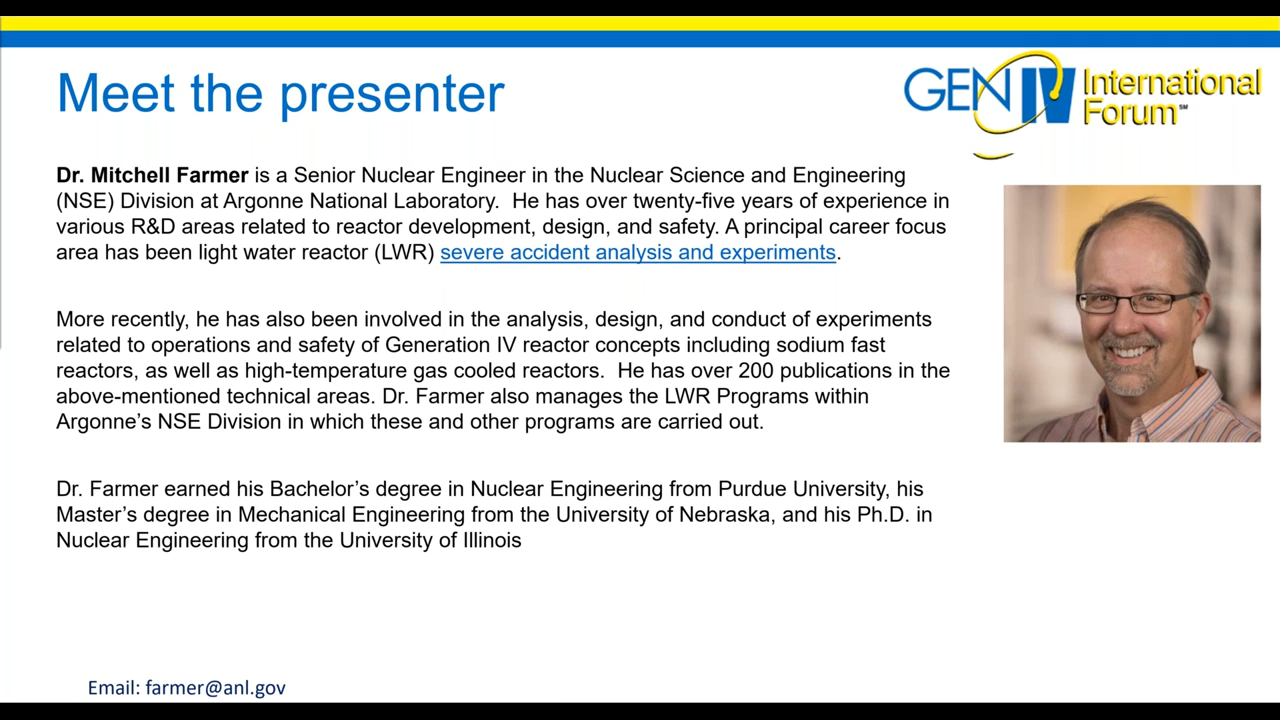 Meet the presenter
GEN IV International
Forum℠
Dr. Mitchell Farmer is a Senior Nuclear Engineer in the Nuclear Science and Engineering
(NSE) Division at Argonne National Laboratory.  He has over twenty-five years of experience in
various R&D areas related to reactor development, design, and safety. A principal career focus
area has been light water reactor (LWR) severe accident analysis and experiments.
More recently, he has also been involved in the analysis, design, and conduct of experiments
related to operations and safety of Generation IV reactor concepts including sodium fast
reactors, as well as high-temperature gas cooled reactors.  He has over 200 publications in the
above-mentioned technical areas. Dr. Farmer also manages the LWR Programs within
Argonne’s NSE Division in which these and other programs are carried out.
Dr. Farmer earned his Bachelor’s degree in Nuclear Engineering from Purdue University, his
Master’s degree in Mechanical Engineering from the University of Nebraska, and his Ph.D. in
Nuclear Engineering from the University of Illinois
Email: farmer@anl.gov